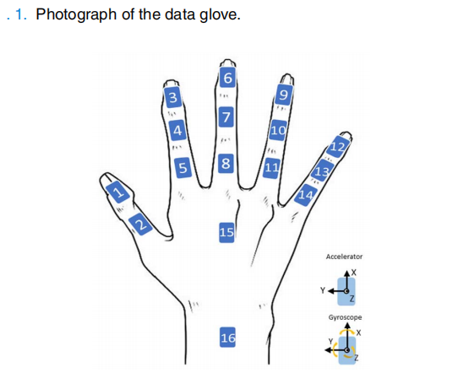 . 1. Photograph of the data glove.
6
3
9
7
4
10
12
8
5
11
13
1
14
2
15
Accelerator
X
Y
Z
Gyroscope
X
Y
Z
16